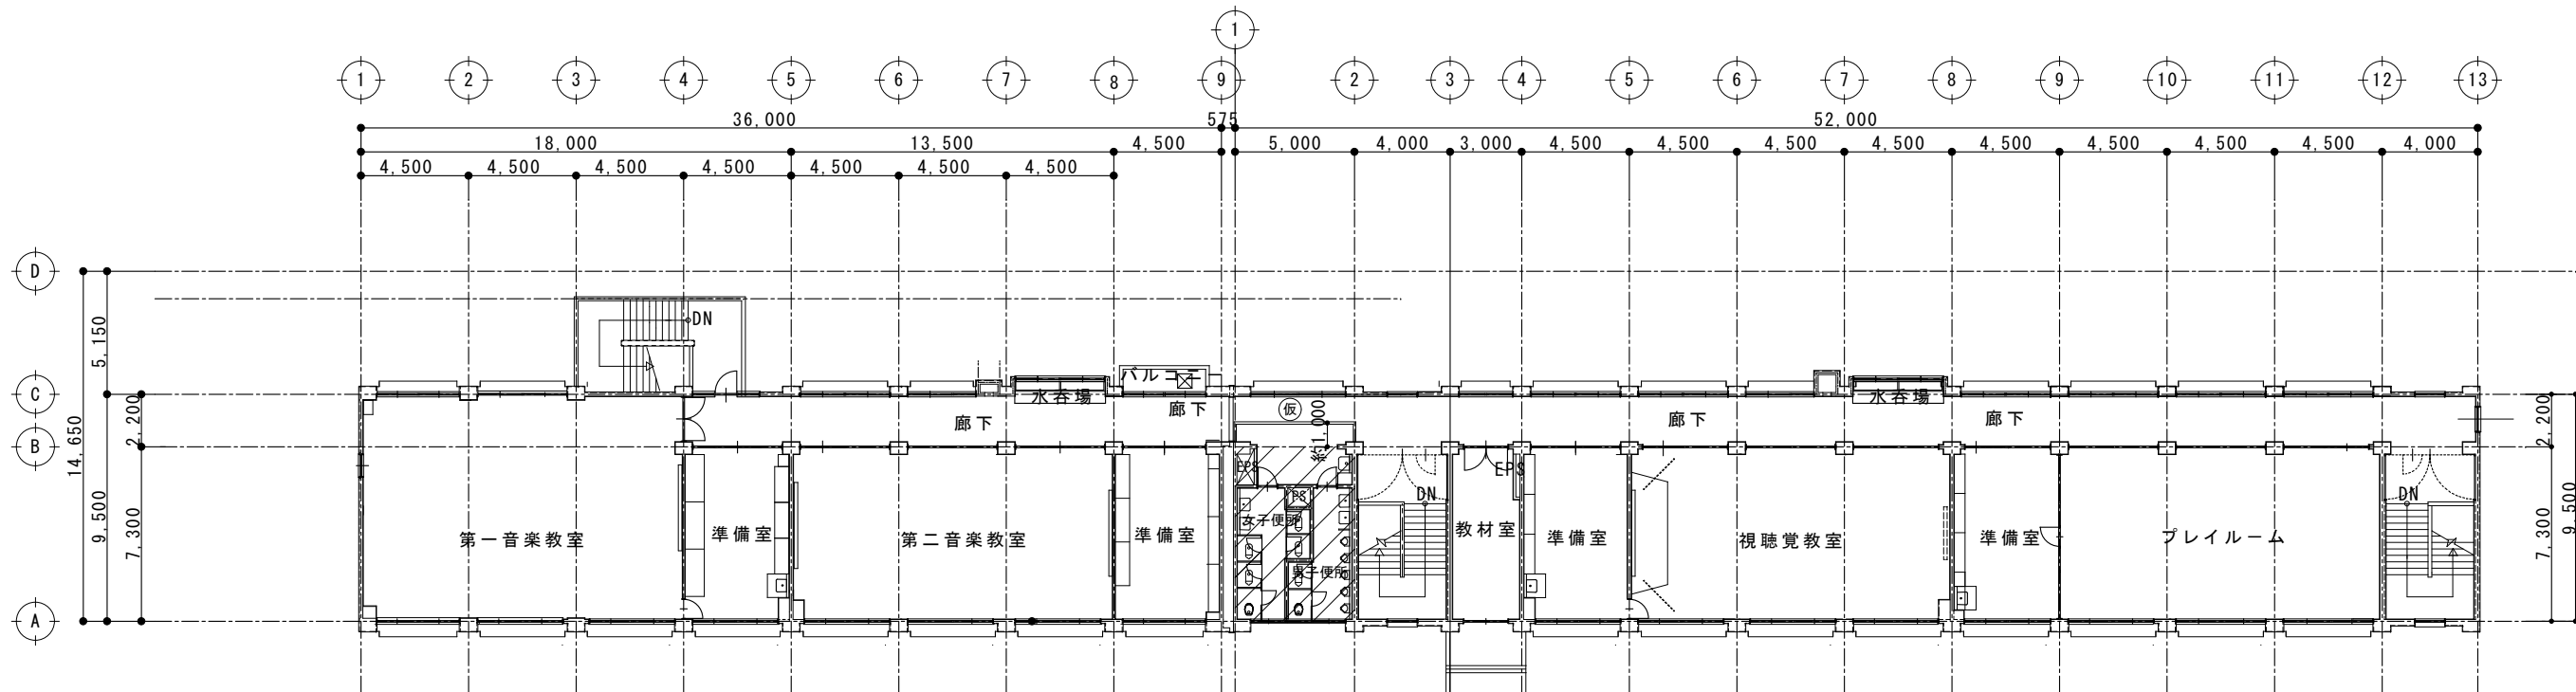 1
1 2 3 4 5 6 7 8 9 2 3 4 5 6 7 8 9 10 11 12 13
36,000 575 52,000
18,000 13,500 4,500 5,000 4,000 3,000 4,500 4,500 4,500 4,500 4,500 4,500 4,500 4,500 4,000
4,500 4,500 4,500 4,500 4,500 4,500 4,500
D
DN
5,150
バルコニー
C
水呑場
水呑場
廊下
仮
廊下
廊下
廊下
2,200
2,200
約1,000
B
14,650
EPS
EPS
PS
DN
DN
女子便所
9,500
7,300
第一音楽教室
準備室
第二音楽教室
準備室
教材室
準備室
視聴覚教室
準備室
プレイルーム
7,300
9,500
男子便所
A